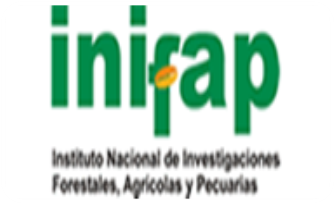 inifap
Instituto Nacional de Investigaciones
Forestales, Agrícolas y Pecuarias